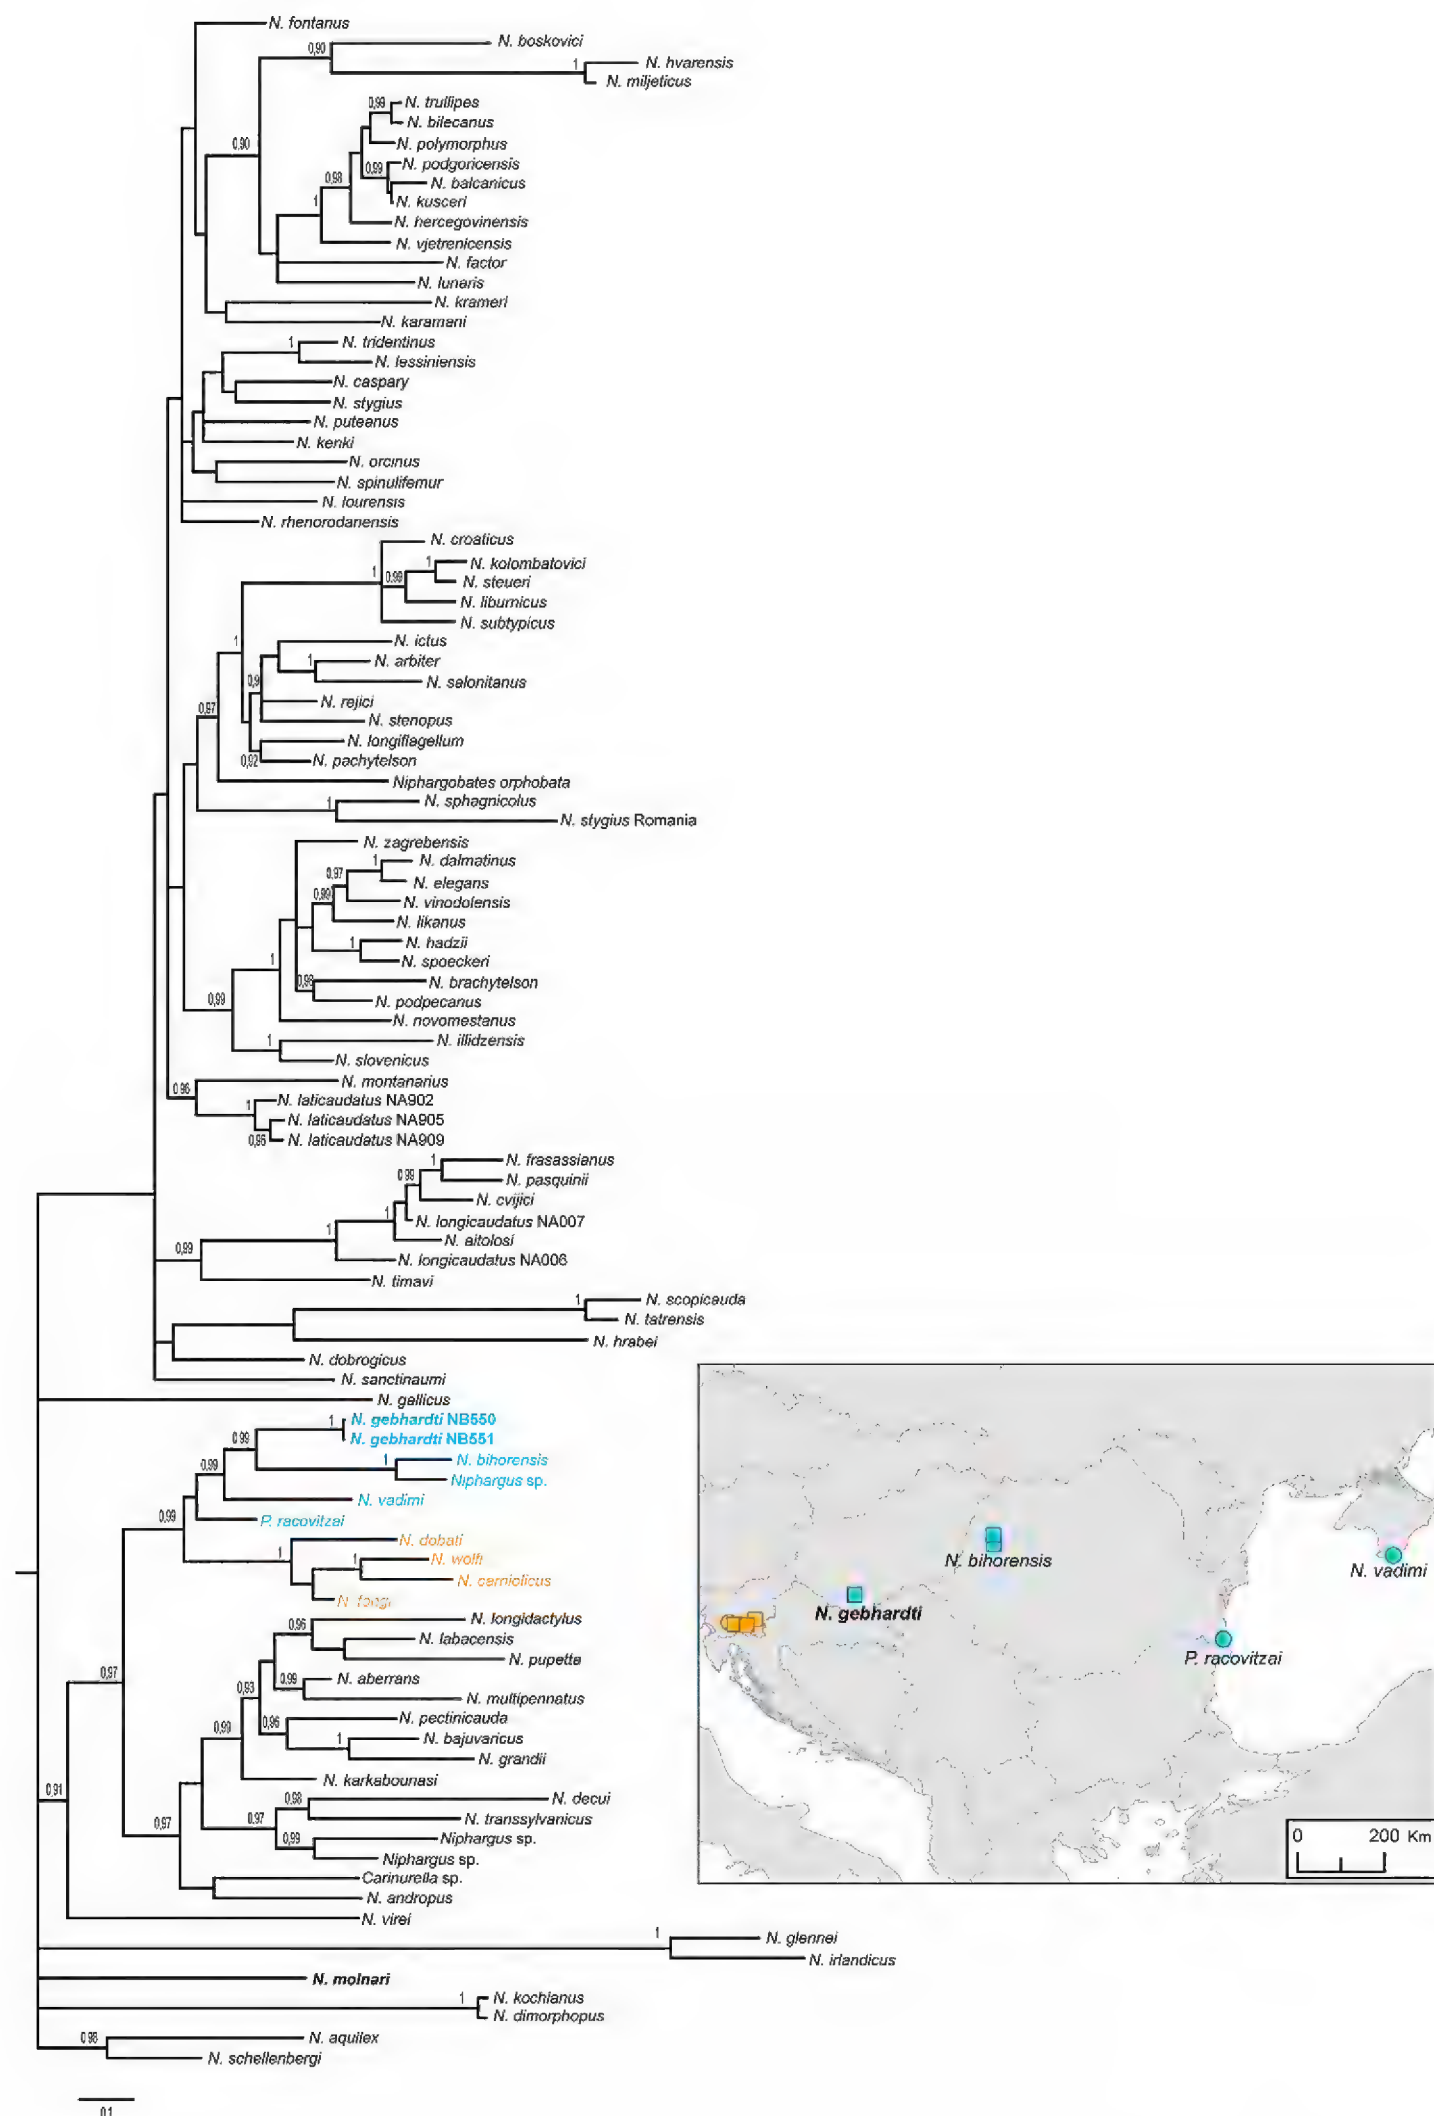 N. fontanus
0,90 N. boskovici
1 N. hvarensis
N. miljeticus
0,99 N. trullipes
N. bilecanus
0,90 N. polymorphus
0,99 N. podgoricensis
0,98 N. balcanicus
1 N. kusceri
N. hercegovinensis
N. vjetrenicensis
N. factor
N. lunaris
N. krameri
N. karamani
1 N. tridentinus
N. lessiniensis
N. caspary
N. stygius
N. puteanus
N. kenki
N. orcinus
N. spinulifemur
N. lourensis
N. rhenorodanensis
N. croaticus
1 N. kolombatovici
1 0,99 N. steueri
N. liburnicus
N. subtypicus
1 N. ictus
1 N. arbiter
0,9 N. salonitanus
N. rejici
0,97 N. stenopus
N. longiflagellum
0,92 N. pachytelson
Niphargobates orphobata
1 N. sphagnicolus
N. stygius Romania
N. zagrebensis
1 N. dalmatinus
0,97 N. elegans
0,99 N. vinodolensis
N. likanus
1 N. hadzii
1 N. spoeckeri
0,98 N. brachytelson
0,99 N. podpecanus
N. novomestanus
1 N. illidzensis
N. slovenicus
0,96 N. montanarius
1 N. laticaudatus NA902
N. laticaudatus NA905
0,95 N. laticaudatus NA909
1 N. frasassianus
0,99 N. pasquinii
N. cvijici
1 N. longicaudatus NA007
1 N. aitolosi
0,99 N. longicaudatus NA006
N. timavi
1 N. scopicauda
N. tatrensis
N. hrabei
N. dobrogicus
N. sanctinaumi
N. gallicus
1 N. gebhardti NB550
0,99 N. gebhardti NB551
1 N. bihorensis
0,99 Niphargus sp.
N. vadimi
0,99 P. racovitzai
N. dobati
1 1 N. wolfi
N. carniolicus
N. longidactylus
0,96 N. labacensis
N. pupetta
0,97 0,99 N. aberrans
0,93 N. multipennatus
0,96 N. pectinicauda
0,99 1 N. bajuvaricus
N. grandii
N. karkabounasi
0,91 0,98 N. decui
0,97 0,97 N. transsylvanicus
0,99 Niphargus sp.
Niphargus sp.
Carinurella sp.
N. andropus
N. virei
1 N. glennei
N. irlandicus
N. molnari
1 N. kochianus
N. dimorphopus
0,98 N. aquilex
N. schellenbergi
0.1
N. bihorensis
N. vadimi
N. gebhardti
P. racovitzai
0 200 Km